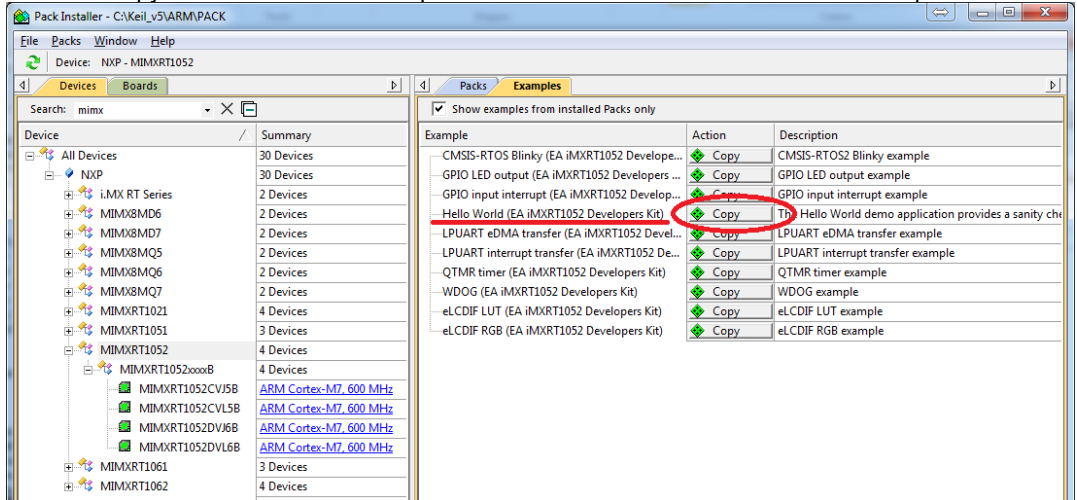 Pack Installer - C:\Keil_v5\ARM\PACK
File Packs Window Help
Device: NXP - MIMXRT1052
Devices Boards
Search: mimx
Device / Summary
All Devices 30 Devices
NXP 30 Devices
i.MX RT Series 2 Devices
MIMX8MD6 2 Devices
MIMX8MD7 2 Devices
MIMX8MQ5 2 Devices
MIMX8MQ6 2 Devices
MIMX8MQ7 2 Devices
MIMXRT1021 4 Devices
MIMXRT1051 3 Devices
MIMXRT1052 4 Devices
MIMXRT1052xxxxB 4 Devices
MIMXRT1052CVJ5B ARM Cortex-M7, 600 MHz
MIMXRT1052CVL5B ARM Cortex-M7, 600 MHz
MIMXRT1052DVJ6B ARM Cortex-M7, 600 MHz
MIMXRT1052DVL6B ARM Cortex-M7, 600 MHz
MIMXRT1061 3 Devices
MIMXRT1062 4 Devices
Packs Examples
Show examples from installed Packs only
Example Action Description
CMSIS-RTOS Blinky (EA iMXRT1052 Develope... Copy CMSIS-RTOS2 Blinky example
GPIO LED output (EA iMXRT1052 Developers ... Copy GPIO LED output example
GPIO input interrupt (EA iMXRT1052 Develop... Copy GPIO input interrupt example
Hello World (EA iMXRT1052 Developers Kit) Copy The Hello World demo application provides a sanity che
LPUART eDMA transfer (EA iMXRT1052 Devel... Copy LPUART eDMA transfer example
LPUART interrupt transfer (EA iMXRT1052 De... Copy LPUART interrupt transfer example
QTMR timer (EA iMXRT1052 Developers Kit) Copy QTMR timer example
WDOG (EA iMXRT1052 Developers Kit) Copy WDOG example
eLCDIF LUT (EA iMXRT1052 Developers Kit) Copy eLCDIF LUT example
eLCDIF RGB (EA iMXRT1052 Developers Kit) Copy eLCDIF RGB example